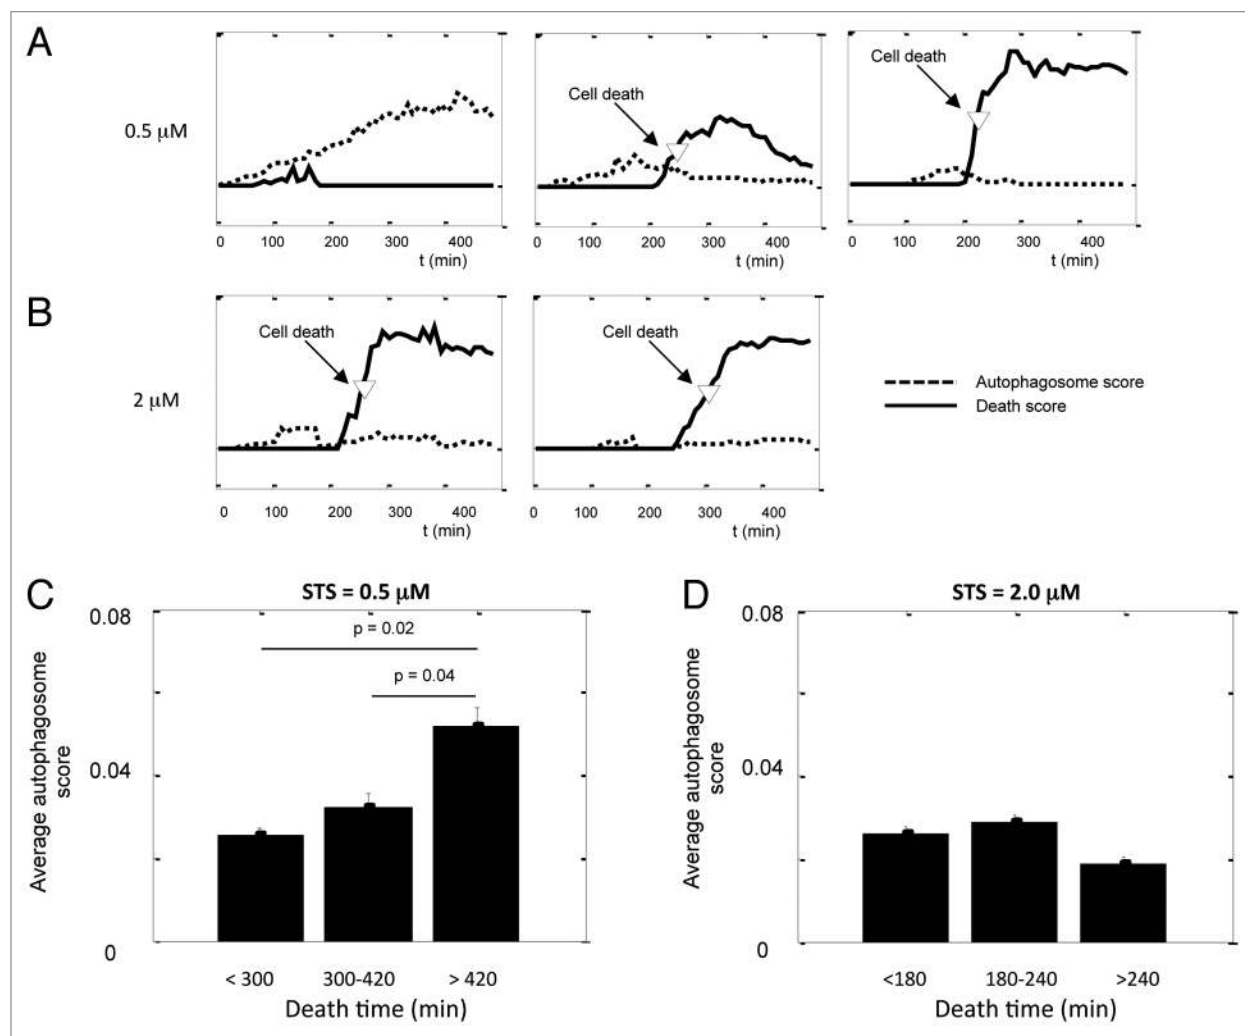 A
0.5 µM
Cell death
Cell death
0 100 200 300 400
t (min)
0 100 200 300 400
t (min)
0 100 200 300 400
t (min)
B
2 µM
Cell death
Cell death
Autophagosome score
Death score
0 100 200 300 400
t (min)
0 100 200 300 400
t (min)
C
STS = 0.5 µM
Average autophagosome
score
0.08
0.04
0
p = 0.02
p = 0.04
< 300 300-420 > 420
Death time (min)
D
STS = 2.0 µM
Average autophagosome
score
0.08
0.04
0
<180 180-240 >240
Death time (min)